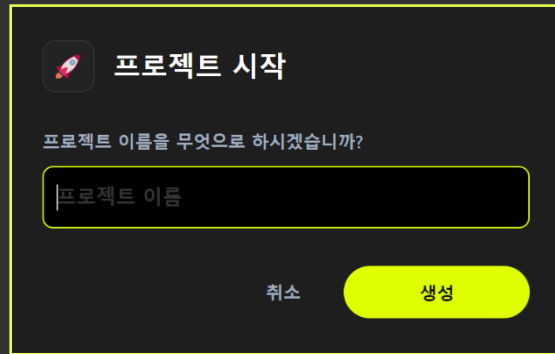 프로젝트 시작
프로젝트 이름을 무엇으로 하시겠습니까?
프로젝트 이름
취소
생성